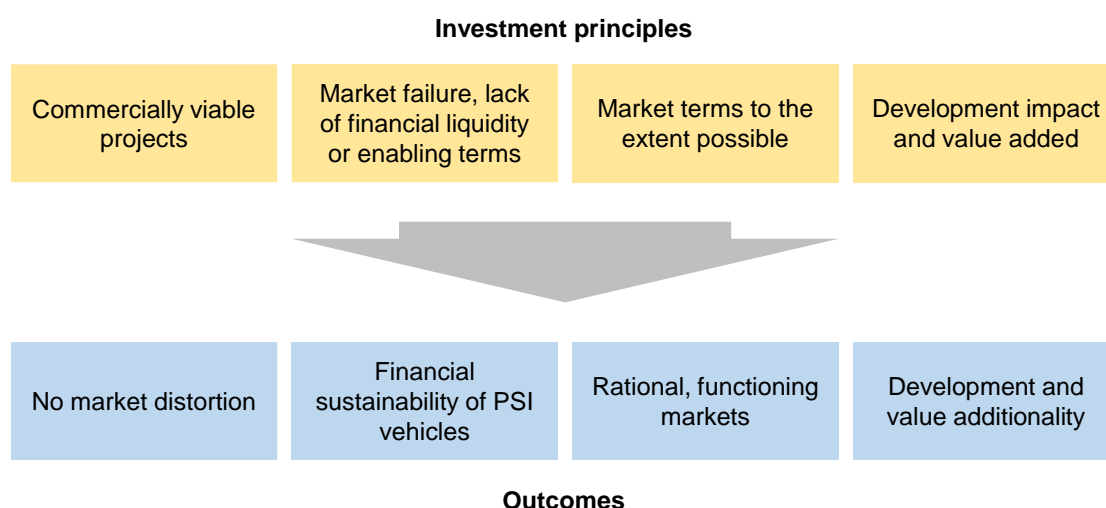 Investment principles
Commercially viable
projects
Market failure, lack
of financial liquidity
or enabling terms
Market terms to the
extent possible
Development impact
and value added
No market distortion
Financial
sustainability of PSI
vehicles
Rational, functioning
markets
Development and
value additionality
Outcomes